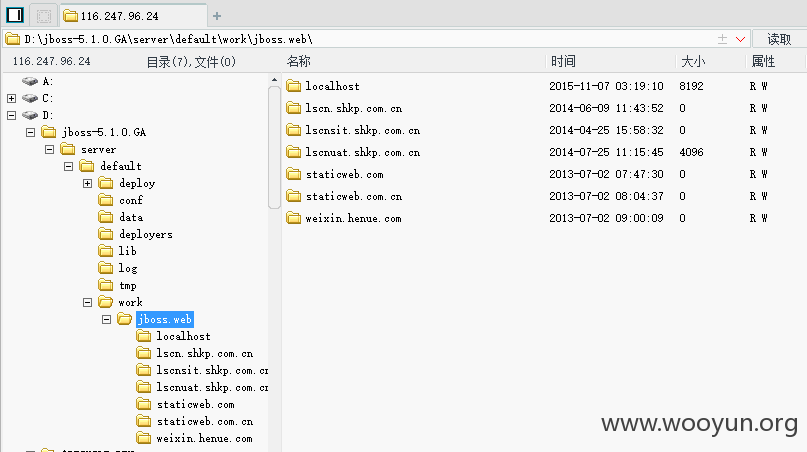 116.247.96.24
D:\jboss-5.1.0.GA\server\default\work\jboss.web\
读取
116.247.96.24 目录(7),文件(0)
名称 时间 大小 属性
A:
C:
D:
jboss-5.1.0.GA
server
default
deploy
conf
data
deployers
lib
log
tmp
work
jboss.web
localhost
lscn.shkp.com.cn
lscnsit.shkp.com.cn
lscnuat.shkp.com.cn
staticweb.com
staticweb.com.cn
weixin.henue.com
localhost 2015-11-07 03:19:10 8192 R W
lscn.shkp.com.cn 2014-06-09 11:43:52 0 R W
lscnsit.shkp.com.cn 2014-04-25 15:58:32 0 R W
lscnuat.shkp.com.cn 2014-07-25 11:15:45 4096 R W
staticweb.com 2013-07-02 07:47:30 0 R W
staticweb.com.cn 2013-07-02 08:04:37 0 R W
weixin.henue.com 2013-07-02 09:00:09 0 R W
www.wooyun.org